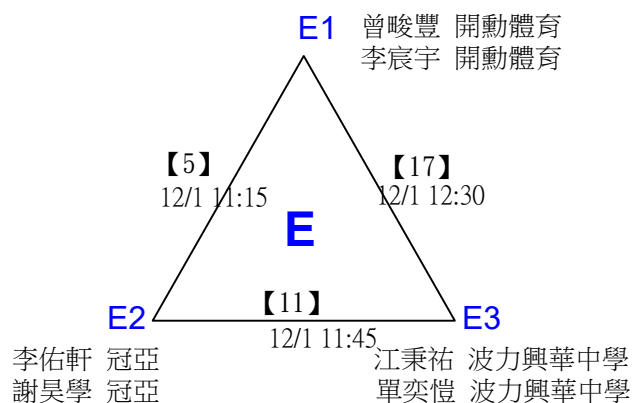 E1 曾畯豐 開勳體育
李宸宇 開勳體育
【5】 【17】
12/1 11:15 12/1 12:30
E
E2 【11】 E3
12/1 11:45
李佑軒 冠亞 江秉祐 波力興華中學
謝昊學 冠亞 單奕愷 波力興華中學